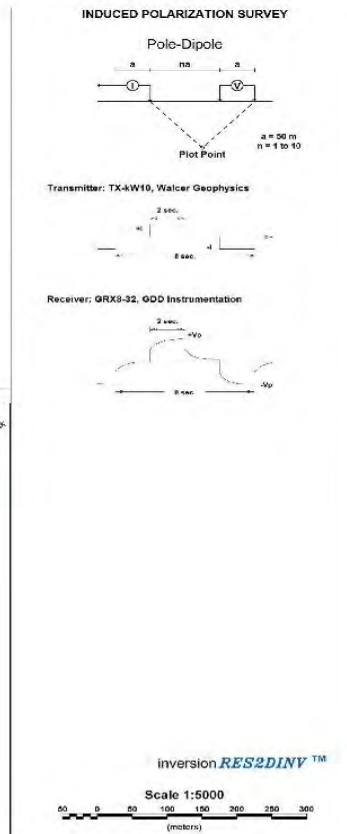 INDUCED POLARIZATION SURVEY
Pole-Dipole
a na a
I V
a = 50 m
n = 1 to 10
Plot Point
Transmitter: TX-kW10, Walcer Geophysics
2 sec.
+I
-I
8 sec.
Receiver: GRX8-32, GDD Instrumentation
2 sec.
+Vp
-Vp
8 sec
inversion RES2DINV TM
Scale 1:5000
50 0 50 100 150 200 250 300
(meters)